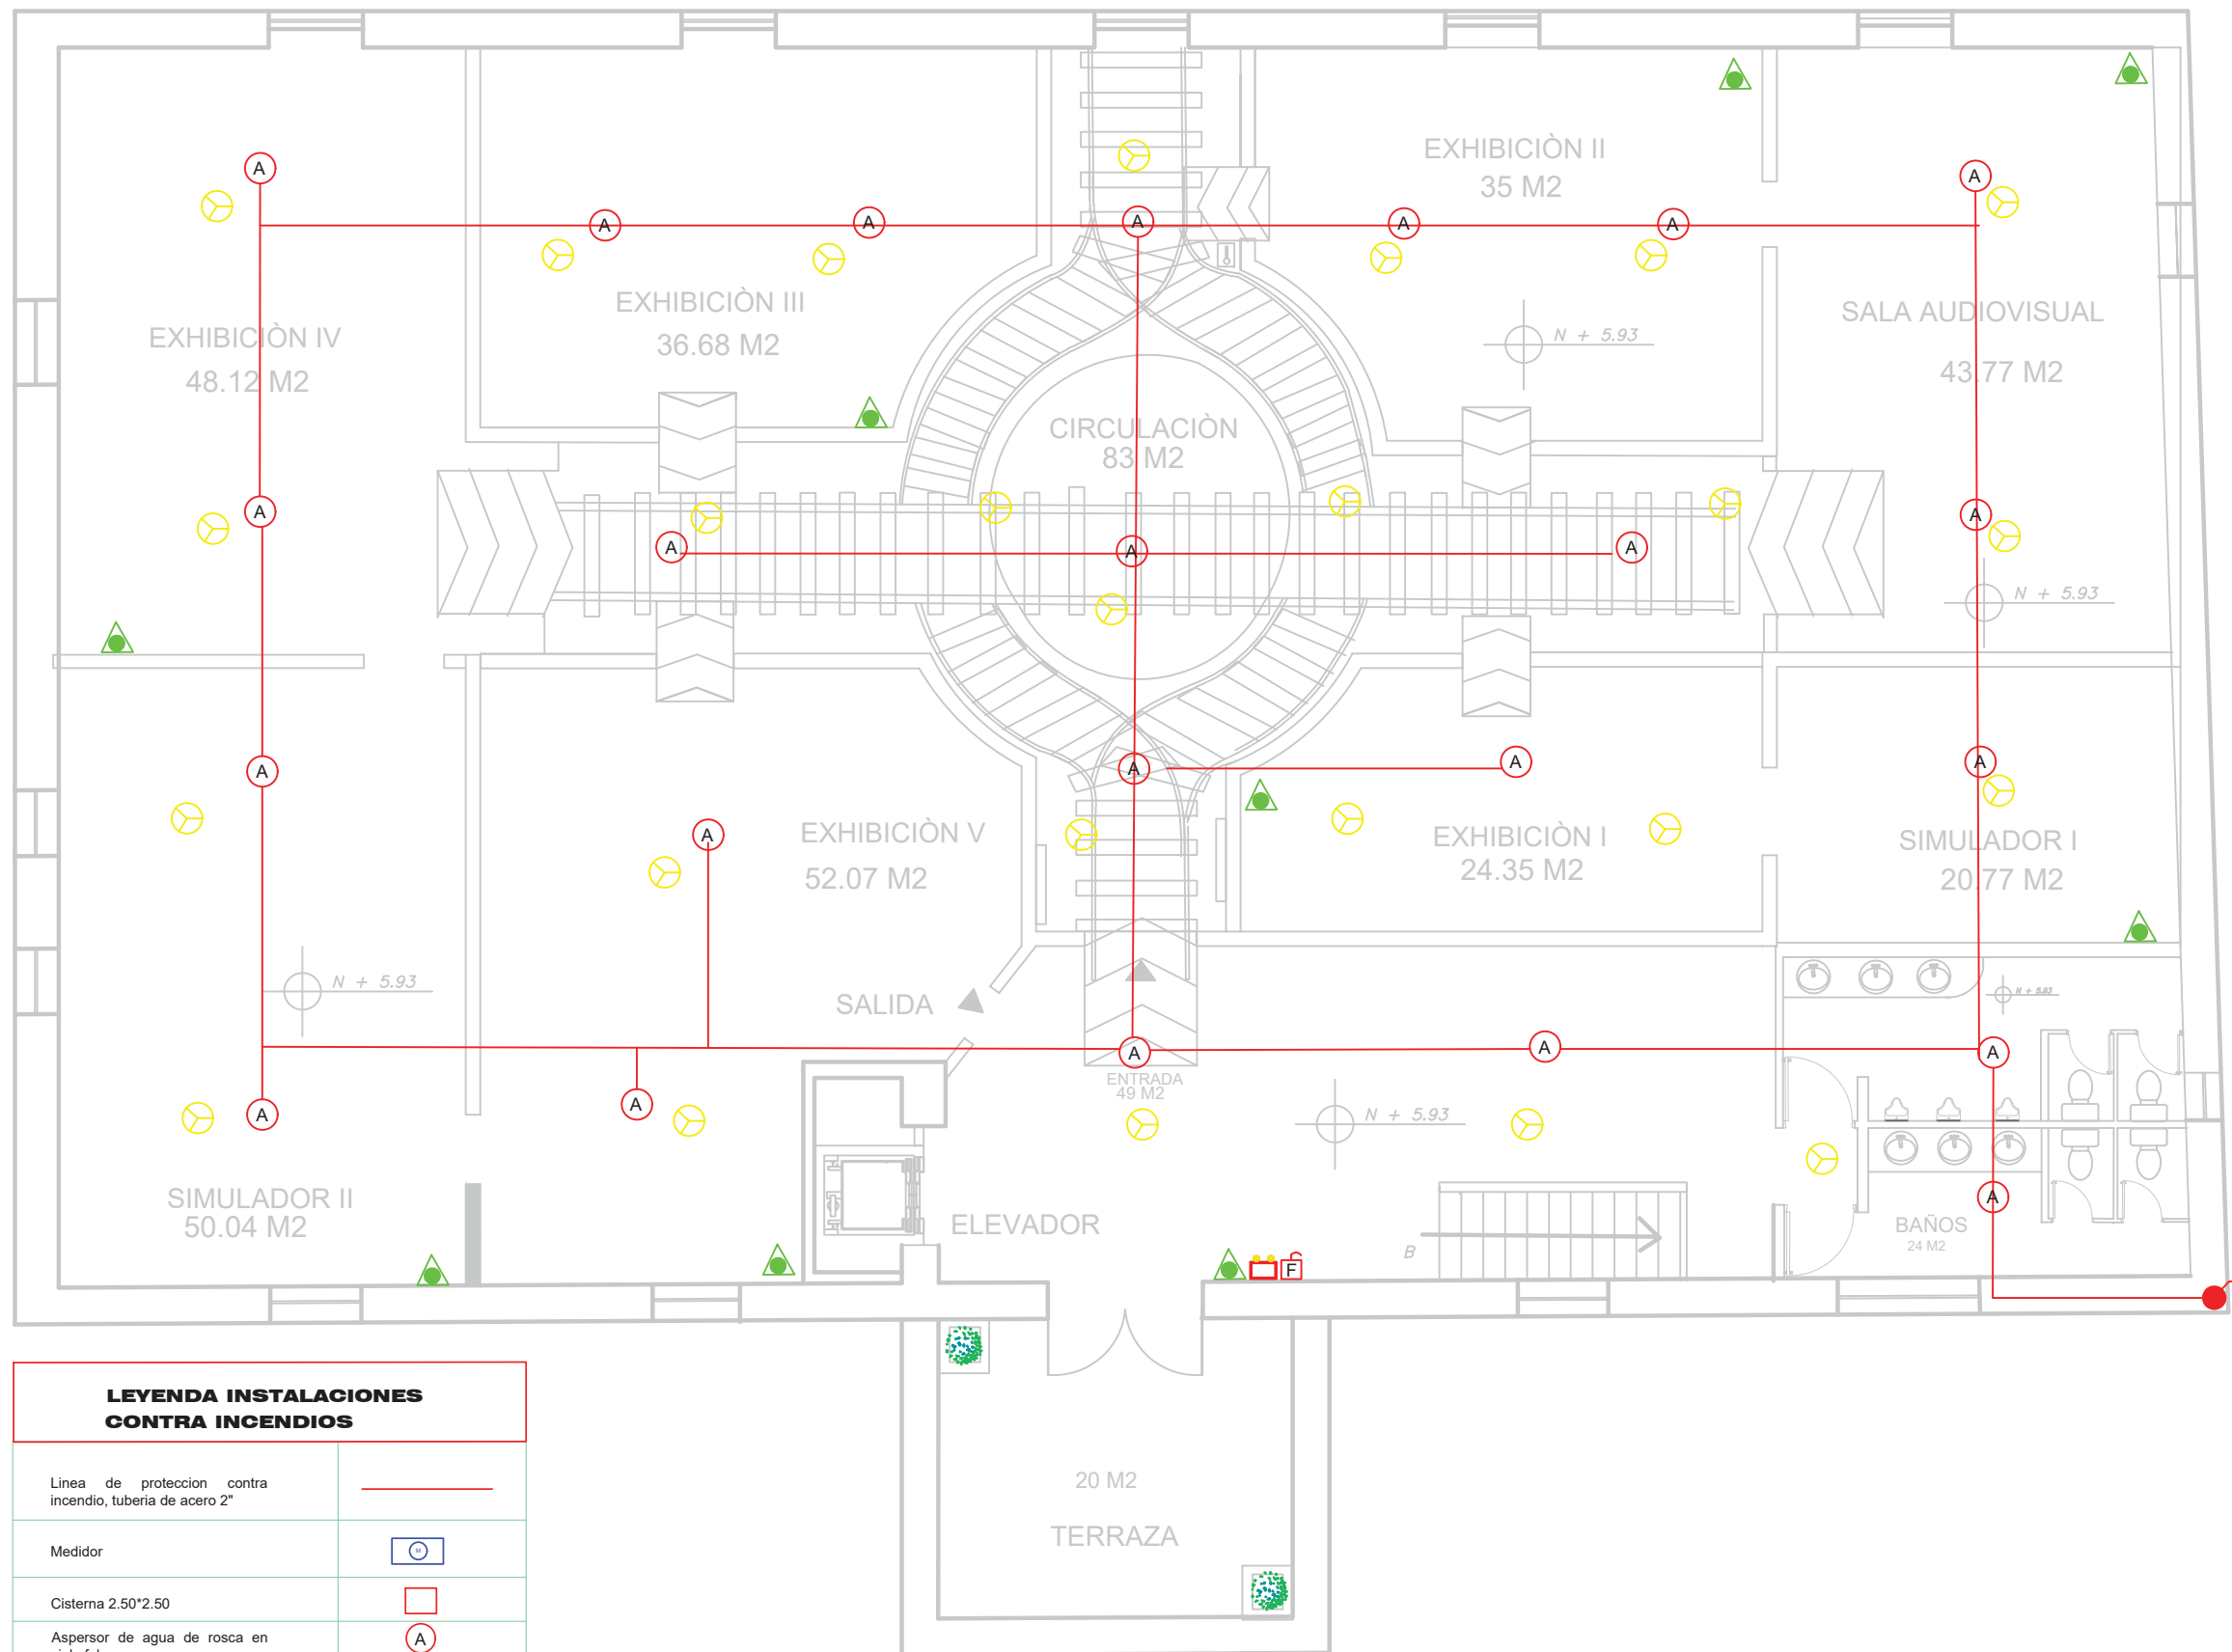 EXHIBICIÒN II
35 M2
A
A
A
A
A
A
A
EXHIBICIÒN III
36.68 M2
EXHIBICIÒN IV
48.12 M2
N + 5.93
SALA AUDIOVISUAL
43.77 M2
CIRCULACIÒN
83 M2
A
A
A
A
A
N + 5.93
A
A
A
A
A
EXHIBICIÒN V
52.07 M2
EXHIBICIÒN I
24.35 M2
SIMULADOR I
20.77 M2
N + 5.93
SALIDA
N + 5.93
A
A
A
A
A
ENTRADA
49 M2
N + 5.93
SIMULADOR II
50.04 M2
ELEVADOR
B
A
BAÑOS
24 M2
F
LEYENDA INSTALACIONES
CONTRA INCENDIOS
Linea de proteccion contra
incendio, tuberia de acero 2"
Medidor
M
Cisterna 2.50*2.50
Aspersor de agua de rosca en
A
20 M2
TERRAZA